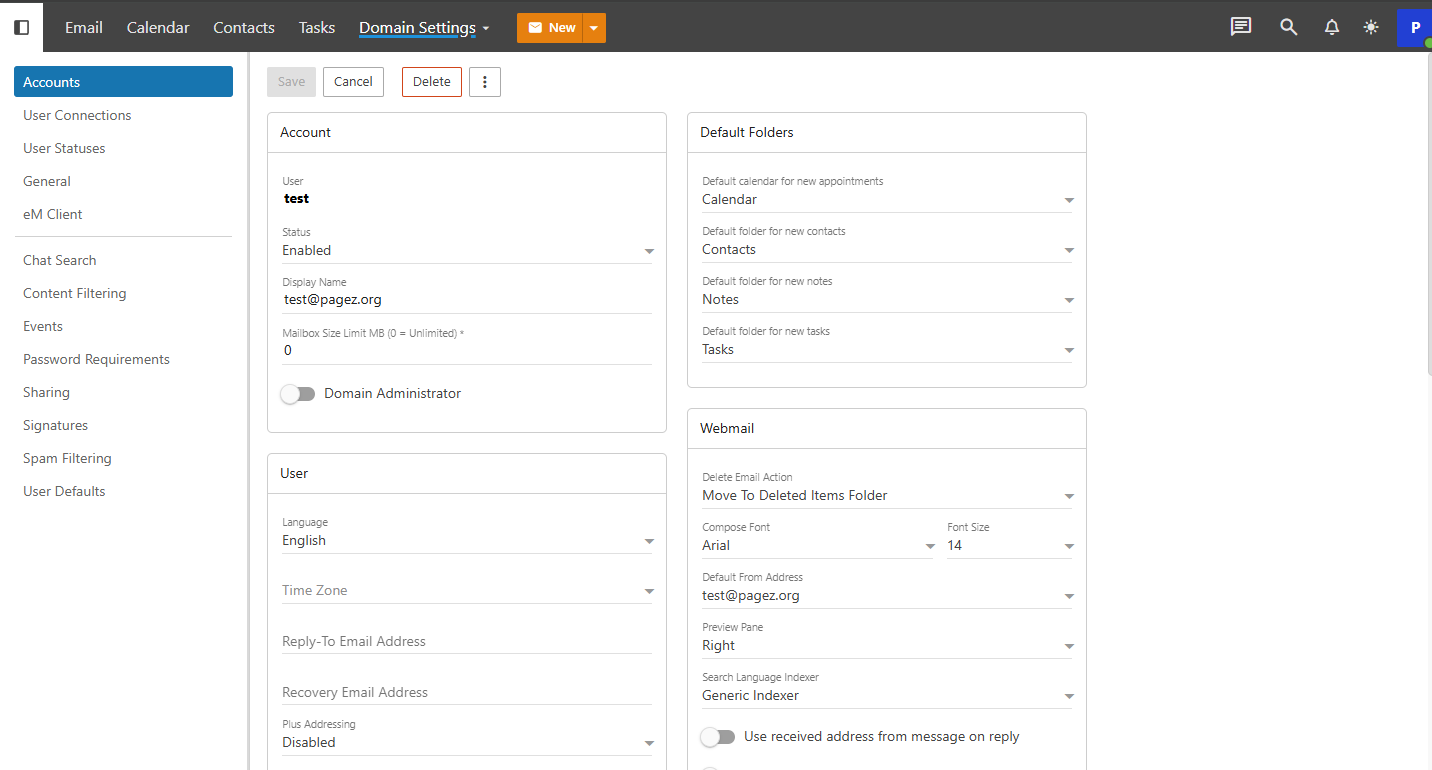 Email
Calendar
Contacts
Tasks
Domain Settings
New
P
Accounts
User Connections
User Statuses
General
eM Client
Chat Search
Content Filtering
Events
Password Requirements
Sharing
Signatures
Spam Filtering
User Defaults
Save
Cancel
Delete
Account
User
test
Status
Enabled
Display Name
test@pagez.org
Mailbox Size Limit MB (0 = Unlimited) *
0
Domain Administrator
User
Language
English
Time Zone
Reply-To Email Address
Recovery Email Address
Plus Addressing
Disabled
Default Folders
Default calendar for new appointments
Calendar
Default folder for new contacts
Contacts
Default folder for new notes
Notes
Default folder for new tasks
Tasks
Webmail
Delete Email Action
Move To Deleted Items Folder
Compose Font
Arial
Font Size
14
Default From Address
test@pagez.org
Preview Pane
Right
Search Language Indexer
Generic Indexer
Use received address from message on reply